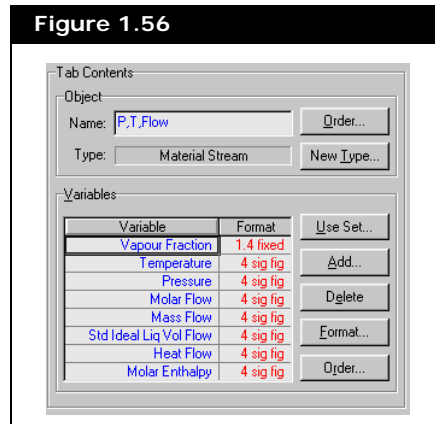 Figure 1.56
Tab Contents
Object
Name: P,T,Flow Order...
Type: Material Stream New Type...
Variables
Variable Format Use Set...
Vapour Fraction 1.4 fixed
Temperature 4 sig fig Add...
Pressure 4 sig fig
Molar Flow 4 sig fig Delete
Mass Flow 4 sig fig
Std Ideal Liq Vol Flow 4 sig fig Format...
Heat Flow 4 sig fig
Molar Enthalpy 4 sig fig Order...